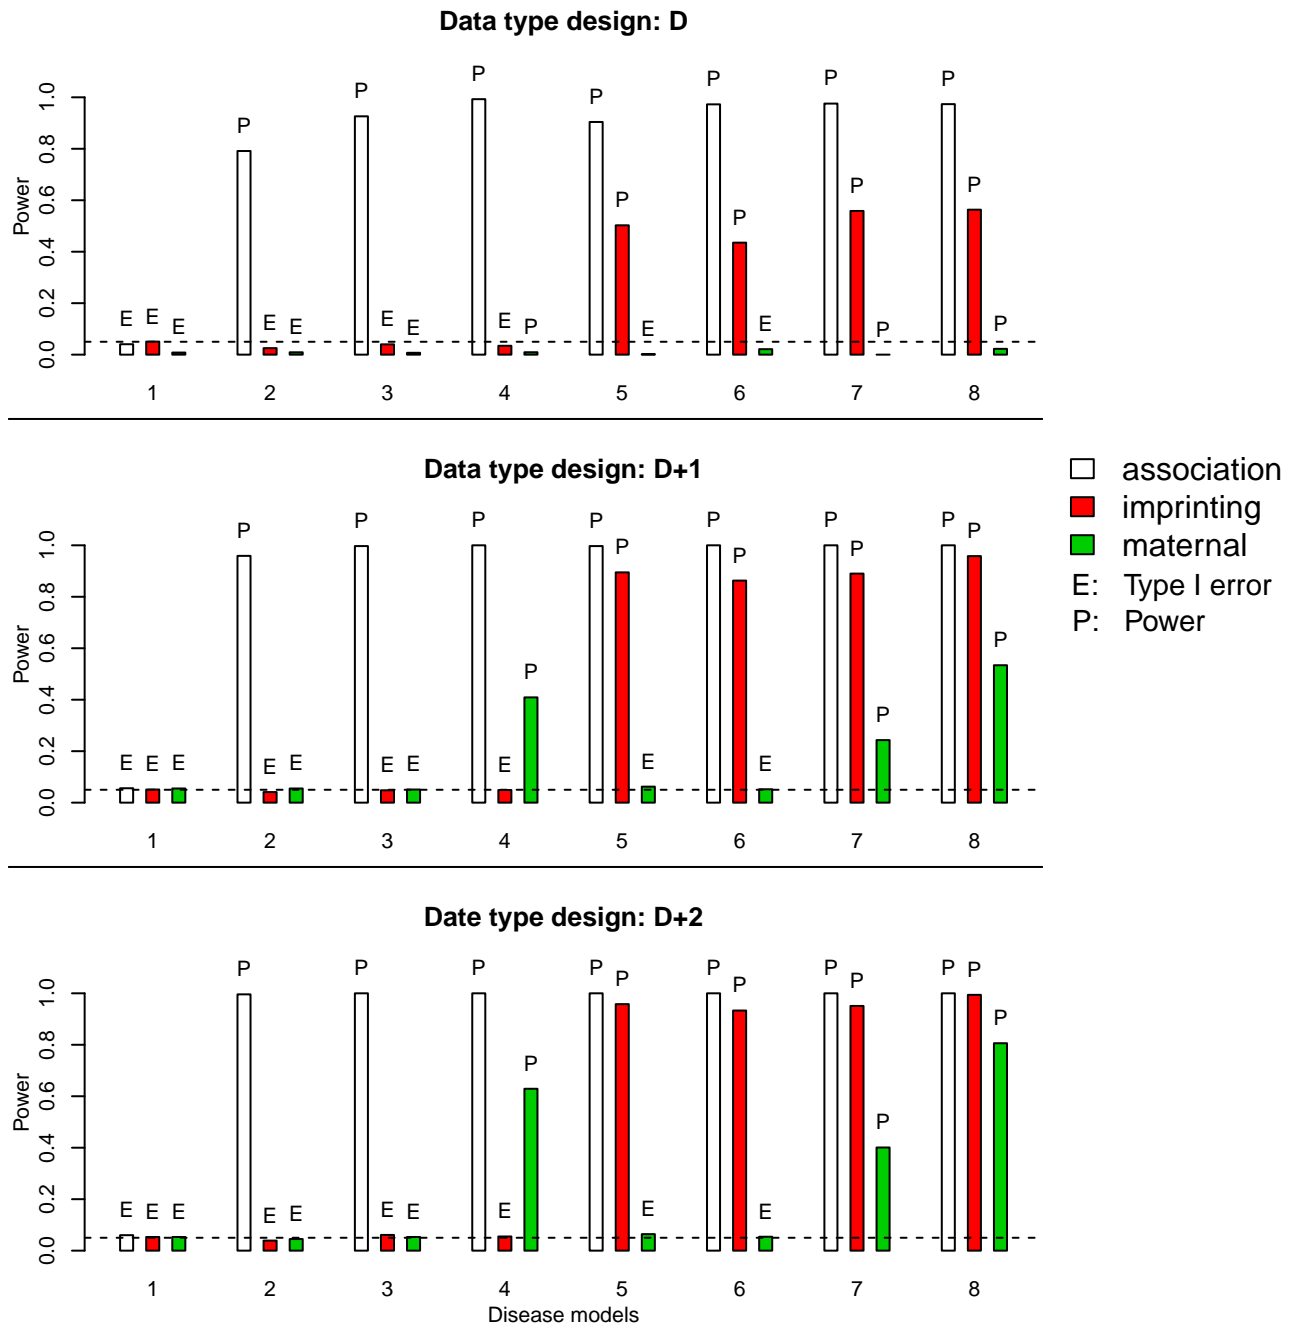 Data type design: D
P P P P P P P P
P P P P
E E E E E E E E P E E P P
Power
0.0 0.2 0.4 0.6 0.8 1.0
1 2 3 4 5 6 7 8
Data type design: D+1
P P P P P P P
P P P P
P P P
E E E E E E E E E E
Power
0.0 0.2 0.4 0.6 0.8 1.0
1 2 3 4 5 6 7 8
association
imprinting
maternal
E: Type I error
P: Power
Date type design: D+2
P P P P P P P
P P P P
P P P
E E E E E E E E E E
Power
0.0 0.2 0.4 0.6 0.8 1.0
1 2 3 4 5 6 7 8
Disease models